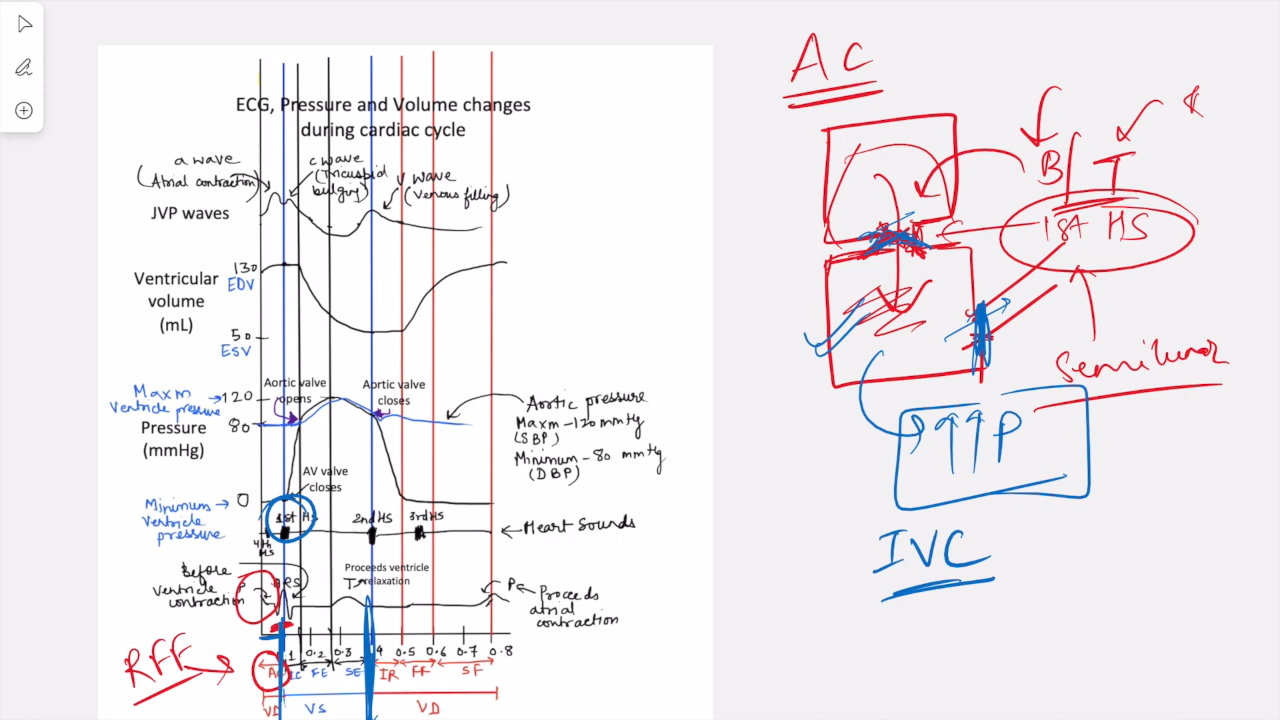 ECG, Pressure and Volume changes
during cardiac cycle
a wave
(Atrial contraction)
c wave
(Tricuspid
bulging)
v wave
(Venous filling)
JVP waves
130
EDV
Ventricular
volume
(mL)
50
ESV
Aortic valve
opens
Aortic valve
closes
Maxm
Ventricle pressure
120
80
Pressure
(mmHg)
Aortic pressure
Maxm - 120 mmHg
(SBP)
Minimum - 80 mmHg
(DBP)
AV valve
closes
0
Minimum
Ventricle
pressure
1st HS
2nd HS
3rd HS
4th
HS
Heart Sounds
Before
ventricle
contraction
QRS
Proceeds ventricle
relaxation
T
P
Proceeds
atrial
contraction
1 0.2 0.3 4 0.5 0.6 0.7 0.8
AC IC FE SE IR FF SF
VD VS VD
RFF
AC
B/T
1st HS
Semilunar
P
IVC